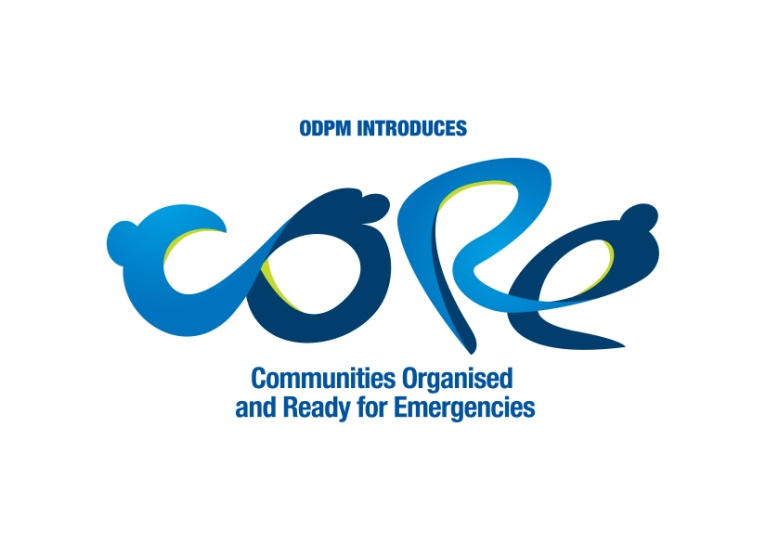 ODPM INTRODUCES
CORe
Communities Organised
and Ready for Emergencies